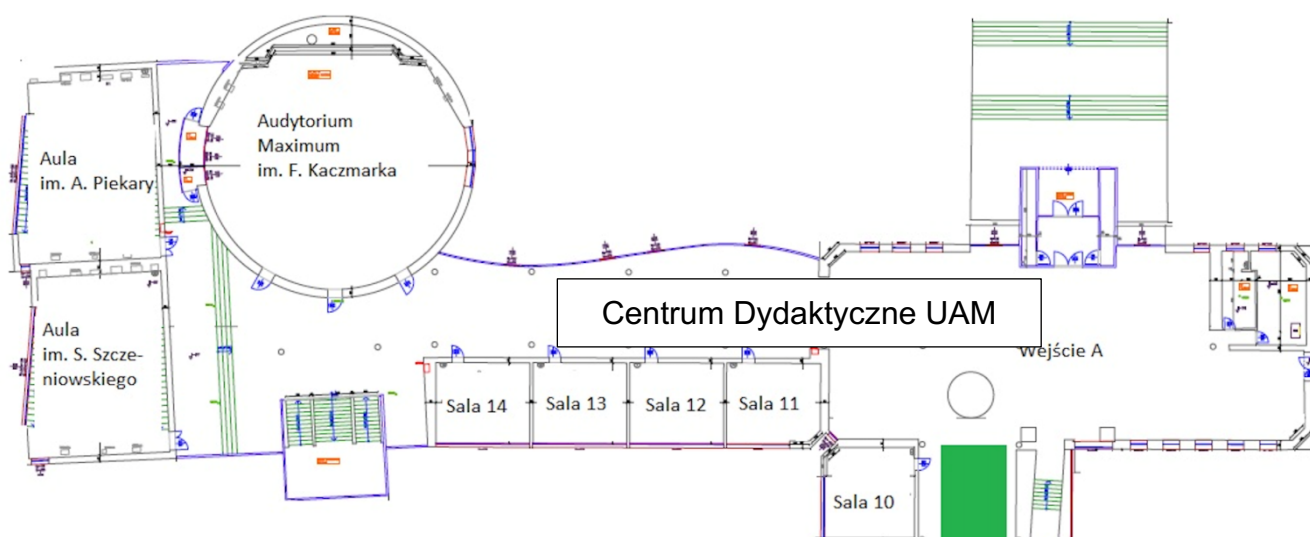 Audytorium
Maximum
im. F. Kaczmarka
Aula
im. A. Piekary
Centrum Dydaktyczne UAM
Wejście A
Aula
im. S. Szcze-
niowskiego
Sala 14
Sala 13
Sala 12
Sala 11
Sala 10